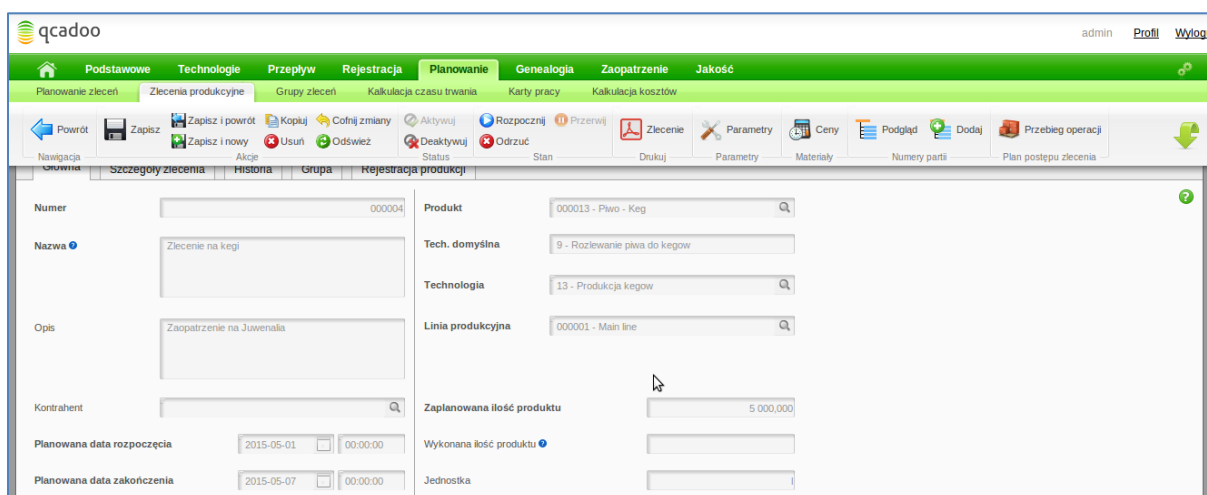 qcadoo
admin Profil Wylog
Podstawowe Technologie Przepływ Rejestracja Planowanie Genealogia Zaopatrzenie Jakość
Planowanie zleceń Zlecenia produkcyjne Grupy zleceń Kalkulacja czasu trwania Karty pracy Kalkulacja kosztów
Powrót Zapisz Zapisz i powrót Kopiuj Cofnij zmiany Aktywuj Rozpocznij Przerwij Zlecenie Parametry Ceny Podgląd Dodaj Przebieg operacji
Zapisz i nowy Usuń Odśwież Deaktywuj Odrzuć
Nawigacja Akcje Status Stan Drukuj Parametry Materiały Numery partii Plan postępu zlecenia
Główna Szczegóły zlecenia Historia Grupa Rejestracja produkcji
Numer 000004 Produkt 000013 - Piwo - Keg
Nazwa Zlecenie na kegi Tech. domyślna 9 - Rozlewanie piwa do kegow
Technologia 13 - Produkcja kegow
Opis Zaopatrzenie na Juwenalia Linia produkcyjna 000001 - Main line
Kontrahent Zaplanowana ilość produktu 5 000,000
Planowana data rozpoczęcia 2015-05-01 00:00:00 Wykonana ilość produktu
Planowana data zakończenia 2015-05-07 00:00:00 Jednostka l